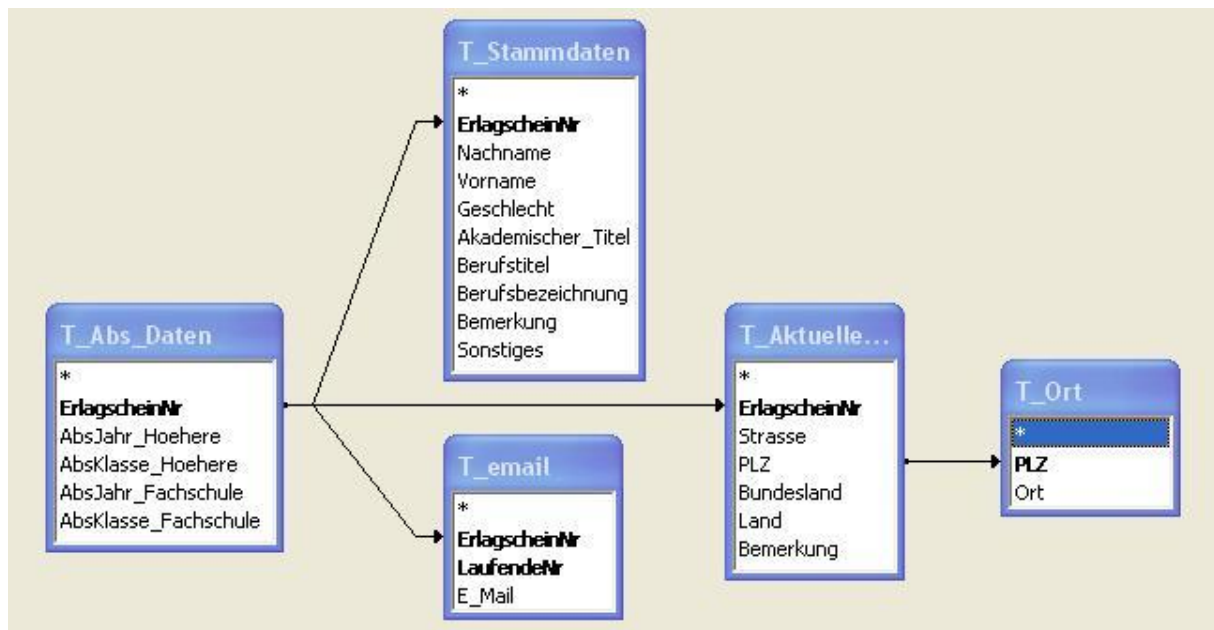 T_Stammdaten
*
ErlagscheinNr
Nachname
Vorname
Geschlecht
Akademischer_Titel
Berufstitel
Berufsbezeichnung
Bemerkung
Sonstiges
T_Abs_Daten
*
ErlagscheinNr
AbsJahr_Hoehere
AbsKlasse_Hoehere
AbsJahr_Fachschule
AbsKlasse_Fachschule
T_email
*
ErlagscheinNr
LaufendeNr
E_Mail
T_Aktuelle...
*
ErlagscheinNr
Strasse
PLZ
Bundesland
Land
Bemerkung
T_Ort
*
PLZ
Ort